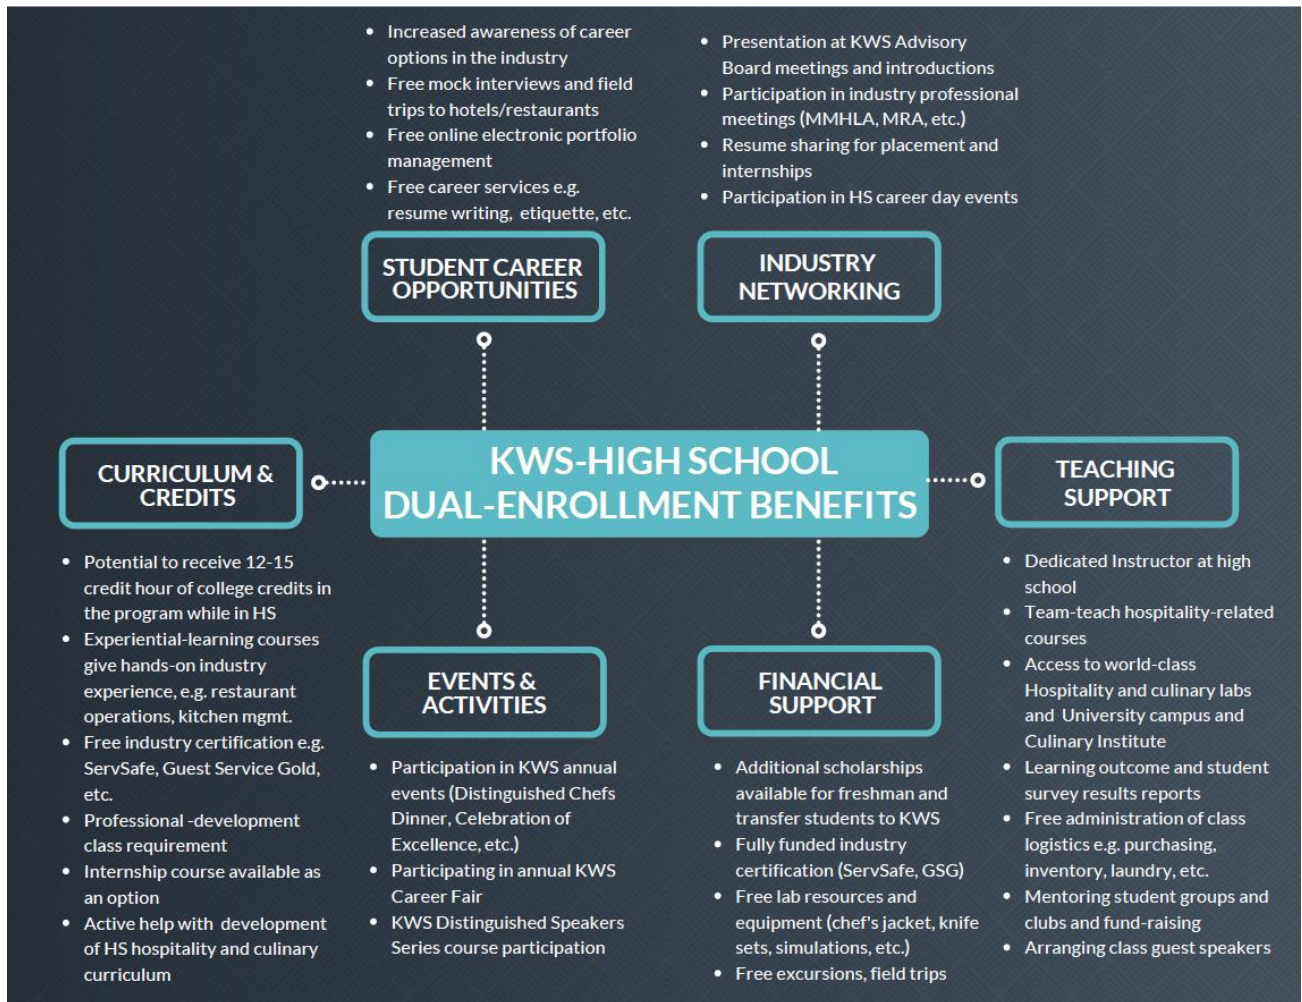 Increased awareness of career
options in the industry
Free mock interviews and field
trips to hotels/restaurants
Free online electronic portfolio
management
Free career services e.g.
resume writing, etiquette, etc.
STUDENT CAREER
OPPORTUNITIES
Presentation at KWS Advisory
Board meetings and introductions
Participation in industry professional
meetings (MMHLA, MRA, etc.)
Resume sharing for placement and
internships
Participation in HS career day events
INDUSTRY
NETWORKING
KWS-HIGH SCHOOL
DUAL-ENROLLMENT BENEFITS
CURRICULUM &
CREDITS
Potential to receive 12-15
credit hour of college credits in
the program while in HS
Experiential-learning courses
give hands-on industry
experience, e.g. restaurant
operations, kitchen mgmt.
Free industry certification e.g.
ServSafe, Guest Service Gold,
etc.
Professional -development
class requirement
Internship course available as
an option
Active help with development
of HS hospitality and culinary
curriculum
EVENTS &
ACTIVITIES
Participation in KWS annual
events (Distinguished Chefs
Dinner, Celebration of
Excellence, etc.)
Participating in annual KWS
Career Fair
KWS Distinguished Speakers
Series course participation
FINANCIAL
SUPPORT
Additional scholarships
available for freshman and
transfer students to KWS
Fully funded industry
certification (ServSafe, GSG)
Free lab resources and
equipment (chef's jacket, knife
sets, simulations, etc.)
Free excursions, field trips
TEACHING
SUPPORT
Dedicated Instructor at high
school
Team-teach hospitality-related
courses
Access to world-class
Hospitality and culinary labs
and University campus and
Culinary Institute
Learning outcome and student
survey results reports
Free administration of class
logistics e.g. purchasing,
inventory, laundry, etc.
Mentoring student groups and
clubs and fund-raising
Arranging class guest speakers